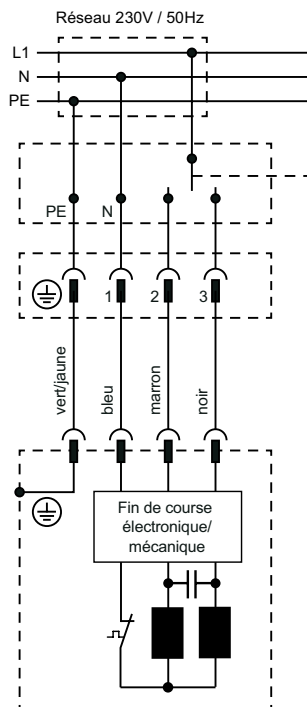 Réseau 230V / 50Hz
L1
N
PE
PE N
1 2 3
vert/jaune
bleu
marron
noir
Fin de course
électronique/
mécanique